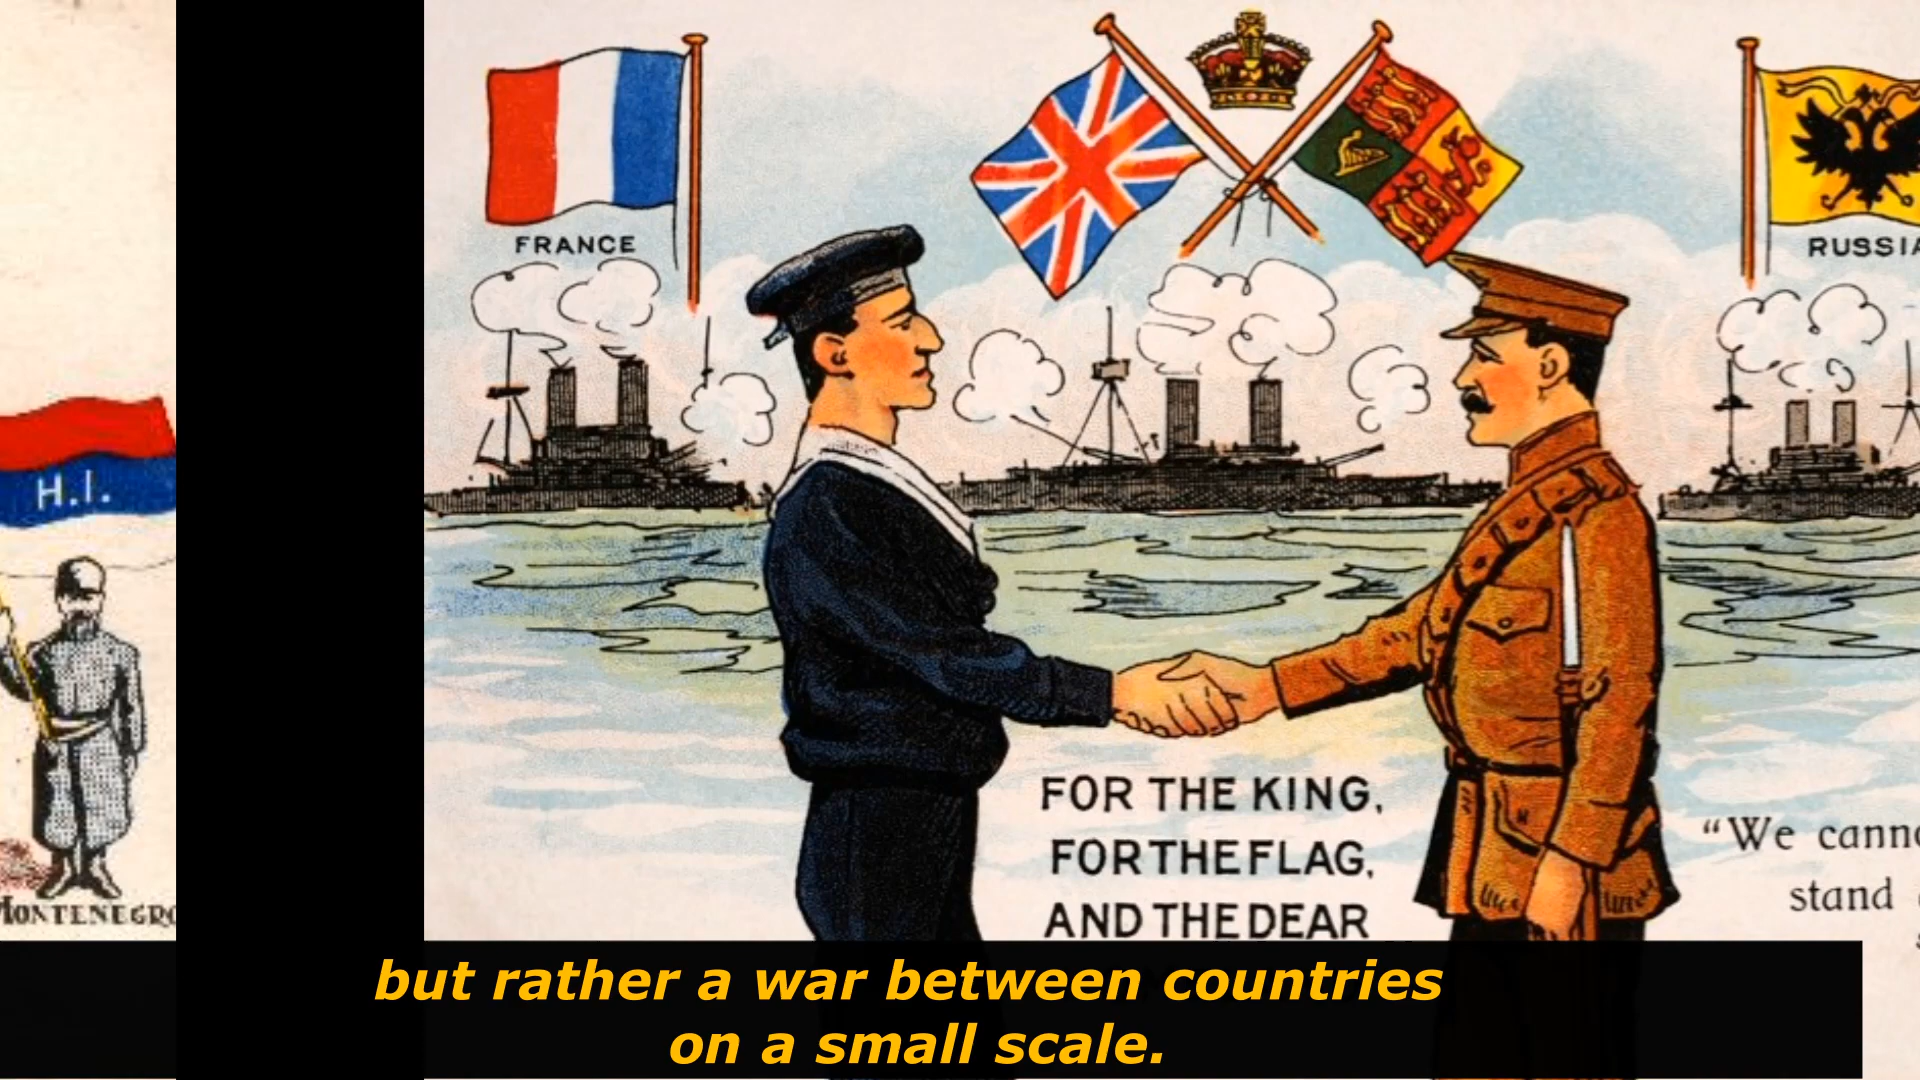 H.I.
MONTENEGRO
FRANCE
RUSSIA
FOR THE KING,
FOR THE FLAG,
AND THE DEAR
"We canno
stand
but rather a war between countries
on a small scale.